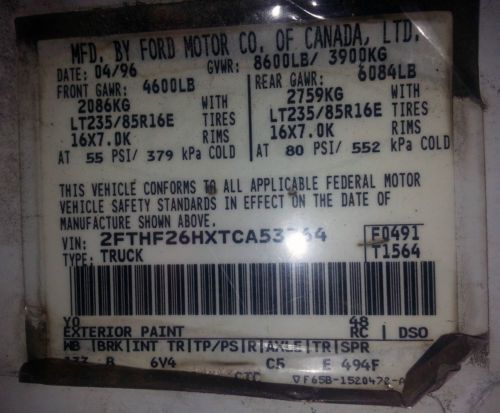 MFD. BY FORD MOTOR CO. OF CANADA, LTD.
DATE: 04/96 GVWR: 8600LB/ 3900KG
FRONT GAWR: 4600LB REAR GAWR: 6084LB
2086KG WITH 2759KG WITH
LT235/85R16E TIRES LT235/85R16E TIRES
16X7.0K RIMS 16X7.0K RIMS
AT 55 PSI/ 379 kPa COLD AT 80 PSI/ 552 kPa COLD
THIS VEHICLE CONFORMS TO ALL APPLICABLE FEDERAL MOTOR
VEHICLE SAFETY STANDARDS IN EFFECT ON THE DATE OF
MANUFACTURE SHOWN ABOVE.
VIN: F0491
TYPE: TRUCK T1564
YO 48
EXTERIOR PAINT RC DSO
WB BRK INT TR TP/PS R AXLE TR SPR
133 B 6V4 C5 E 494F